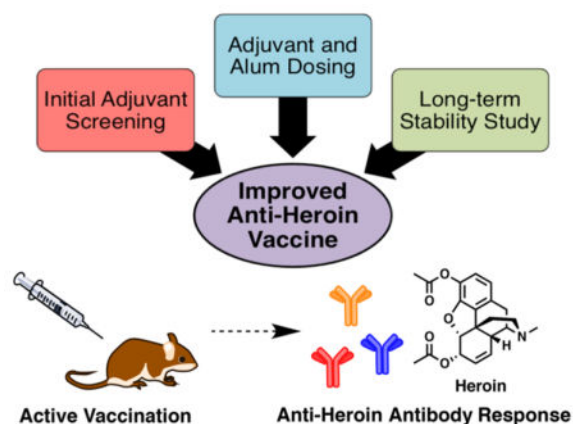 Adjuvant and
Alum Dosing
Initial Adjuvant
Screening
Long-term
Stability Study
Improved
Anti-Heroin
Vaccine
O
O
O
O
O
N
H
Heroin
Active Vaccination
Anti-Heroin Antibody Response